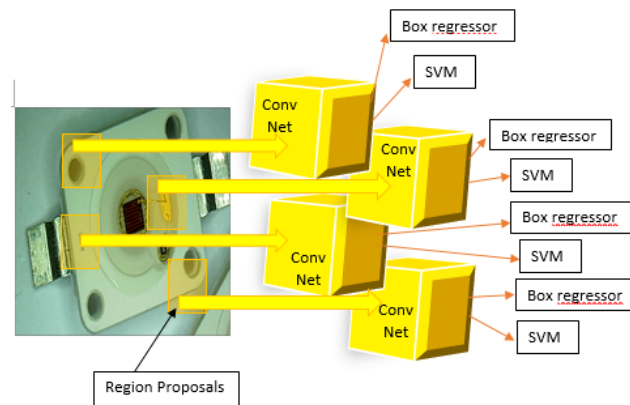 Box regressor
SVM
Conv
Net
Box regressor
SVM
Conv
Net
Box regressor
SVM
Conv
Net
Box regressor
SVM
Conv
Net
Region Proposals